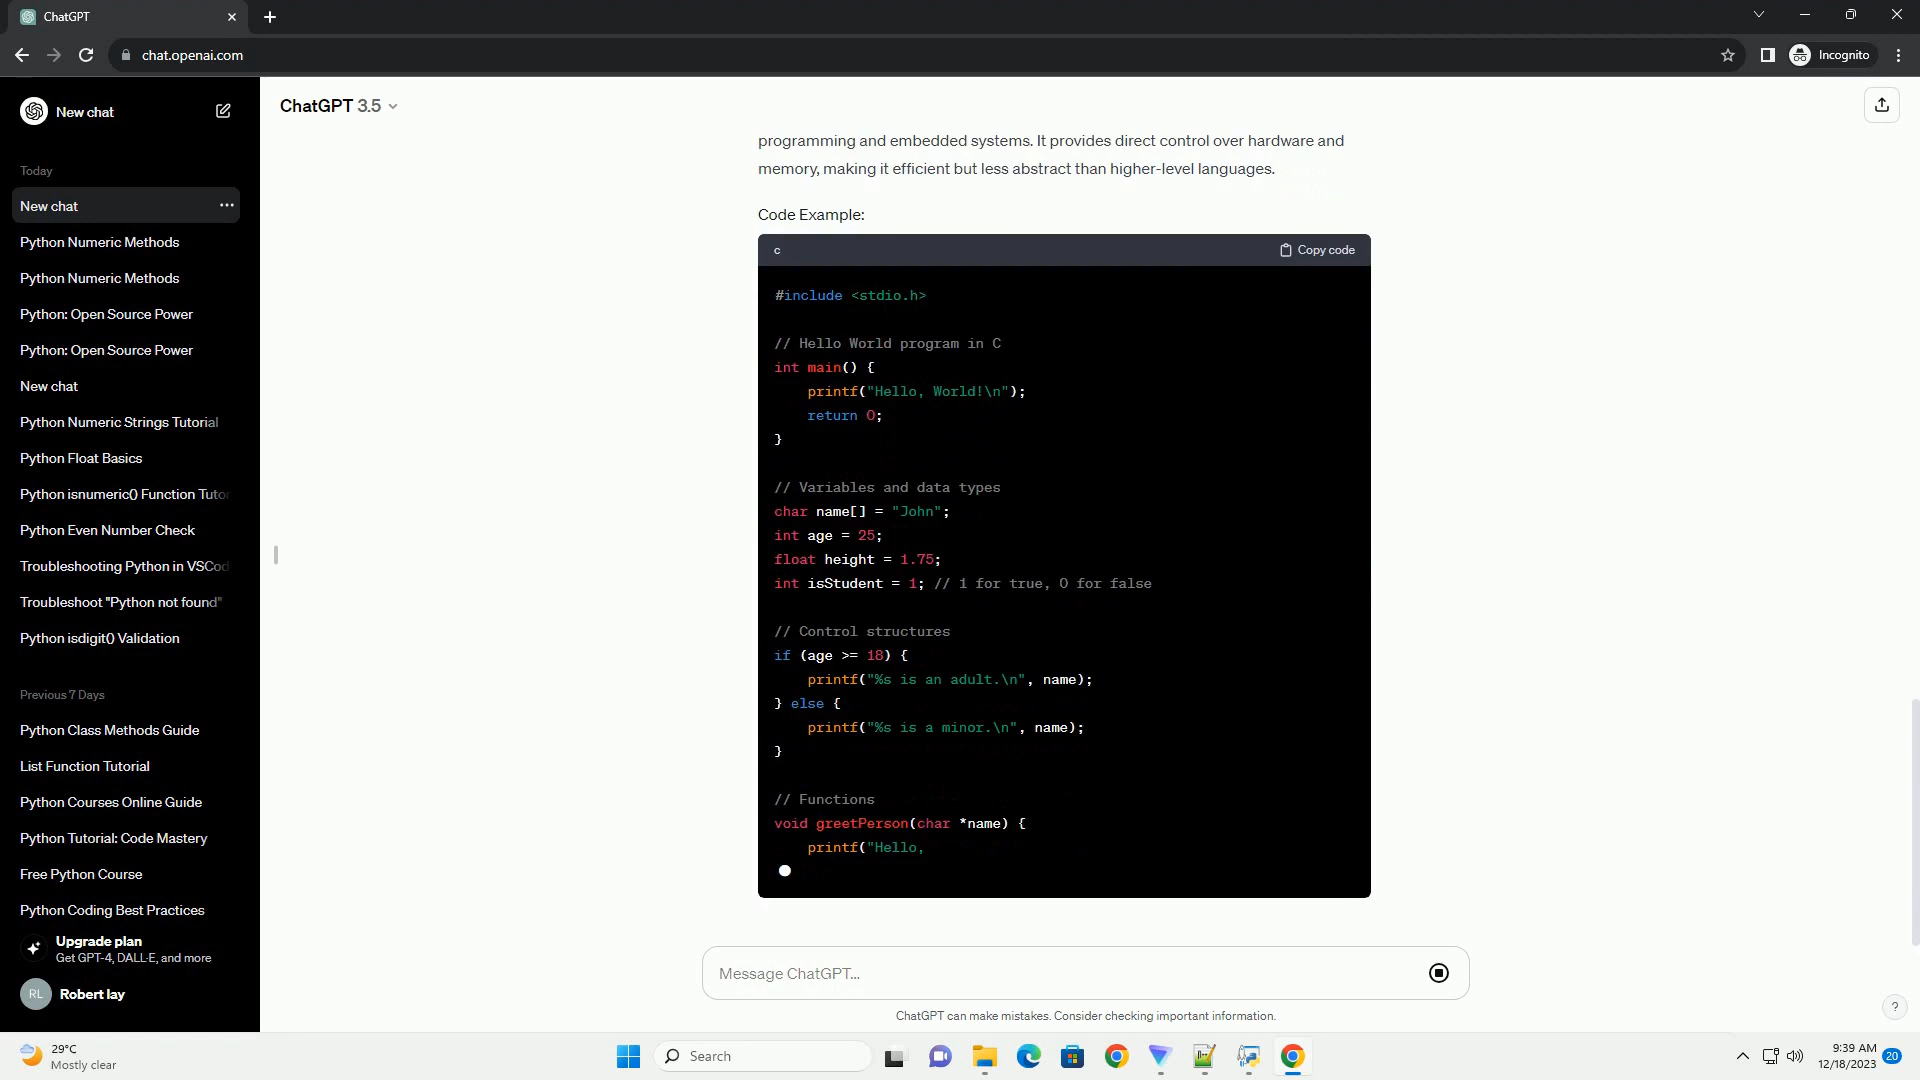 ChatGPT
chat.openai.com
Incognito
New chat
Today
New chat
Python Numeric Methods
Python Numeric Methods
Python: Open Source Power
Python: Open Source Power
New chat
Python Numeric Strings Tutorial
Python Float Basics
Python isnumeric() Function Tutor
Python Even Number Check
Troubleshooting Python in VSCod
Troubleshoot "Python not found"
Python isdigit() Validation
Previous 7 Days
Python Class Methods Guide
List Function Tutorial
Python Courses Online Guide
Python Tutorial: Code Mastery
Free Python Course
Python Coding Best Practices
Upgrade plan
Get GPT-4, DALL·E, and more
RL Robert lay
ChatGPT 3.5
programming and embedded systems. It provides direct control over hardware and
memory, making it efficient but less abstract than higher-level languages.
Code Example:
c
Copy code
#include <stdio.h>
// Hello World program in C
int main() {
printf("Hello, World!\n");
return 0;
}
// Variables and data types
char name[] = "John";
int age = 25;
float height = 1.75;
int isStudent = 1; // 1 for true, 0 for false
// Control structures
if (age >= 18) {
printf("%s is an adult.\n", name);
} else {
printf("%s is a minor.\n", name);
}
// Functions
void greetPerson(char *name) {
printf("Hello,
Message ChatGPT...
ChatGPT can make mistakes. Consider checking important information.
?
29°C
Mostly clear
Search
9:39 AM
12/18/2023
20